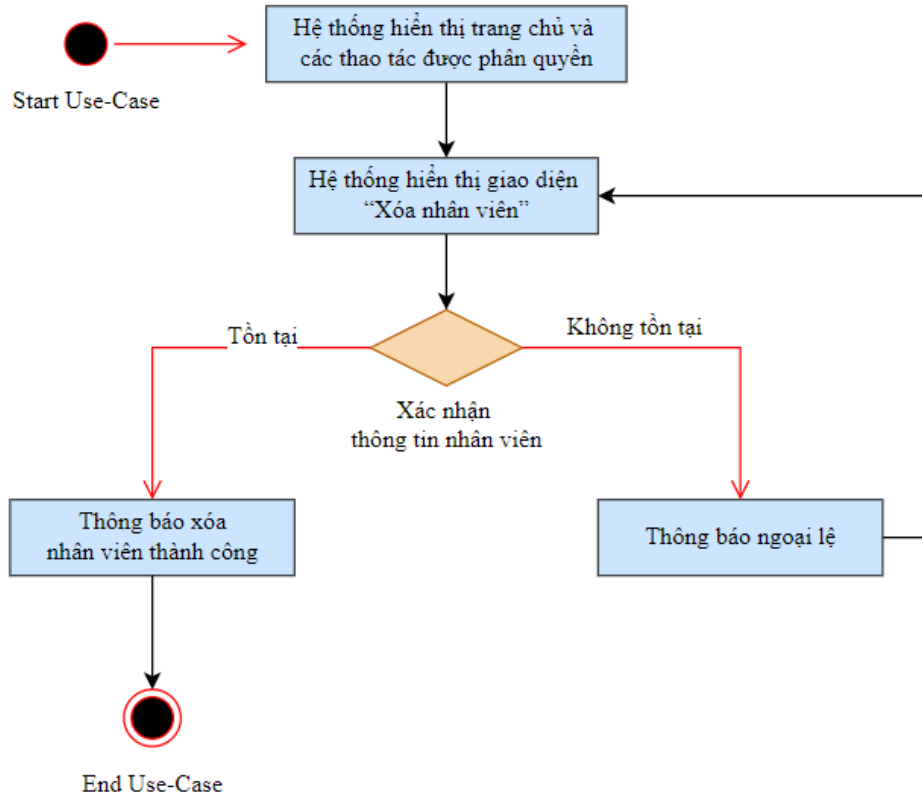 Hệ thống hiển thị trang chủ và
các thao tác được phân quyền
Start Use-Case
Hệ thống hiển thị giao diện
“Xóa nhân viên”
Tồn tại
Không tồn tại
Xác nhận
thông tin nhân viên
Thông báo xóa
nhân viên thành công
Thông báo ngoại lệ
End Use-Case